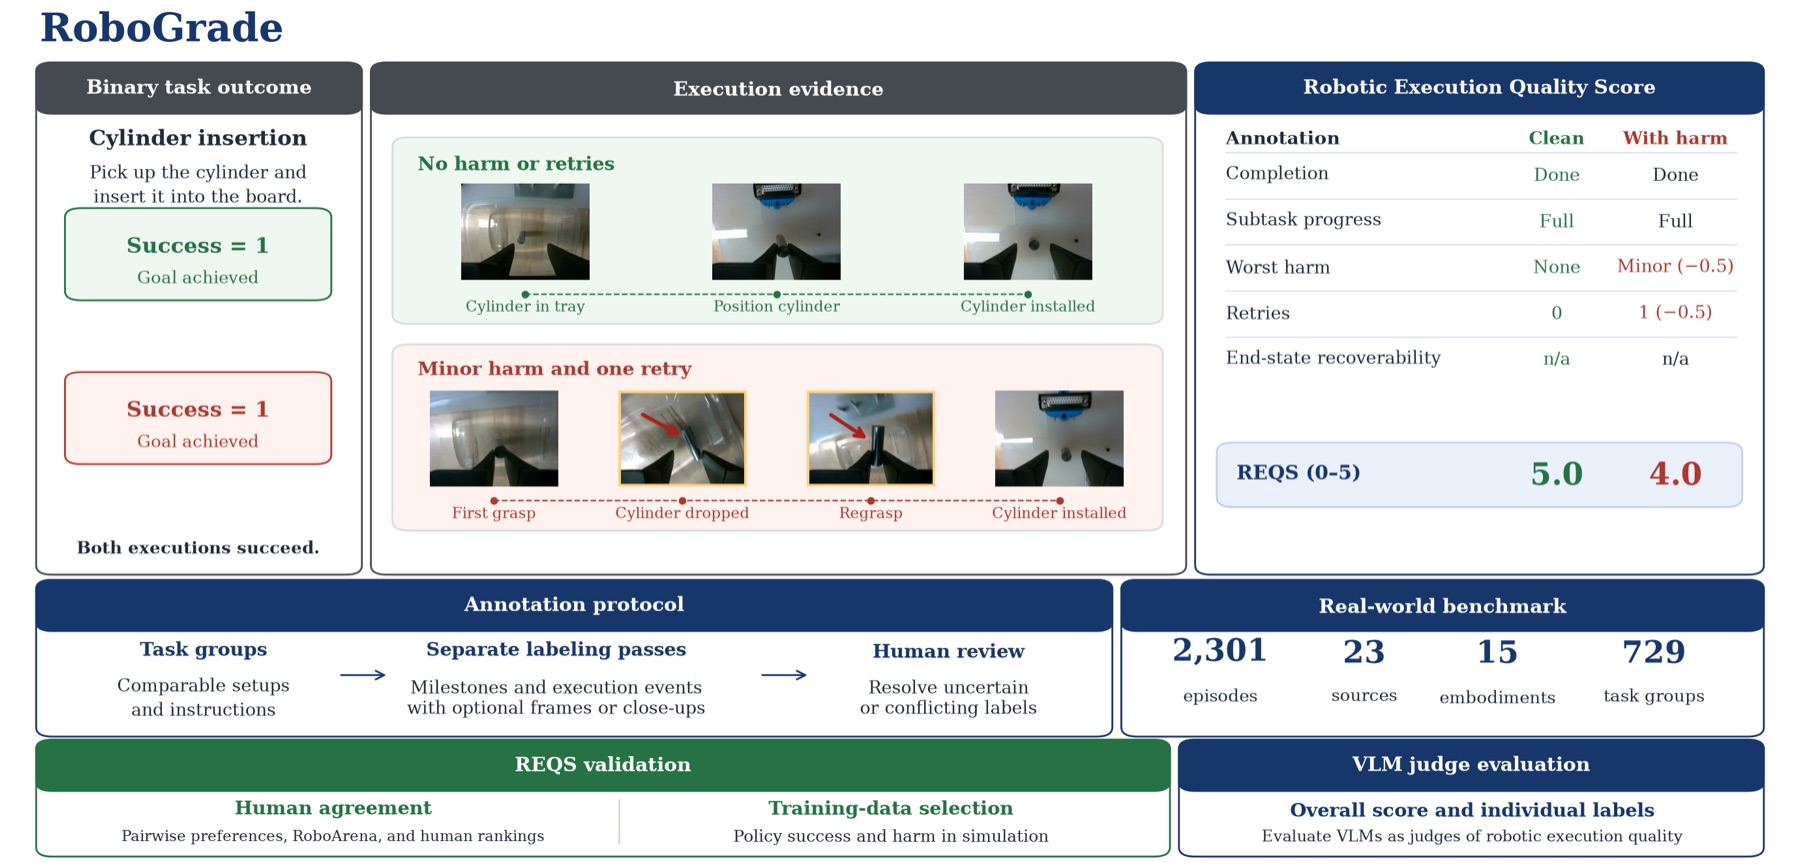 RoboGrade
Binary task outcome
Cylinder insertion
Pick up the cylinder and
insert it into the board.
Success = 1
Goal achieved
Success = 1
Goal achieved
Both executions succeed.
Execution evidence
No harm or retries
Cylinder in tray
Position cylinder
Cylinder installed
Minor harm and one retry
First grasp
Cylinder dropped
Regrasp
Cylinder installed
Robotic Execution Quality Score
Annotation Clean With harm
Completion Done Done
Subtask progress Full Full
Worst harm None Minor (−0.5)
Retries 0 1 (−0.5)
End-state recoverability n/a n/a
REQS (0–5) 5.0 4.0
Annotation protocol
Task groups
Comparable setups
and instructions
Separate labeling passes
Milestones and execution events
with optional frames or close-ups
Human review
Resolve uncertain
or conflicting labels
Real-world benchmark
2,301 23 15 729
episodes sources embodiments task groups
REQS validation
Human agreement
Pairwise preferences, RoboArena, and human rankings
Training-data selection
Policy success and harm in simulation
VLM judge evaluation
Overall score and individual labels
Evaluate VLMs as judges of robotic execution quality